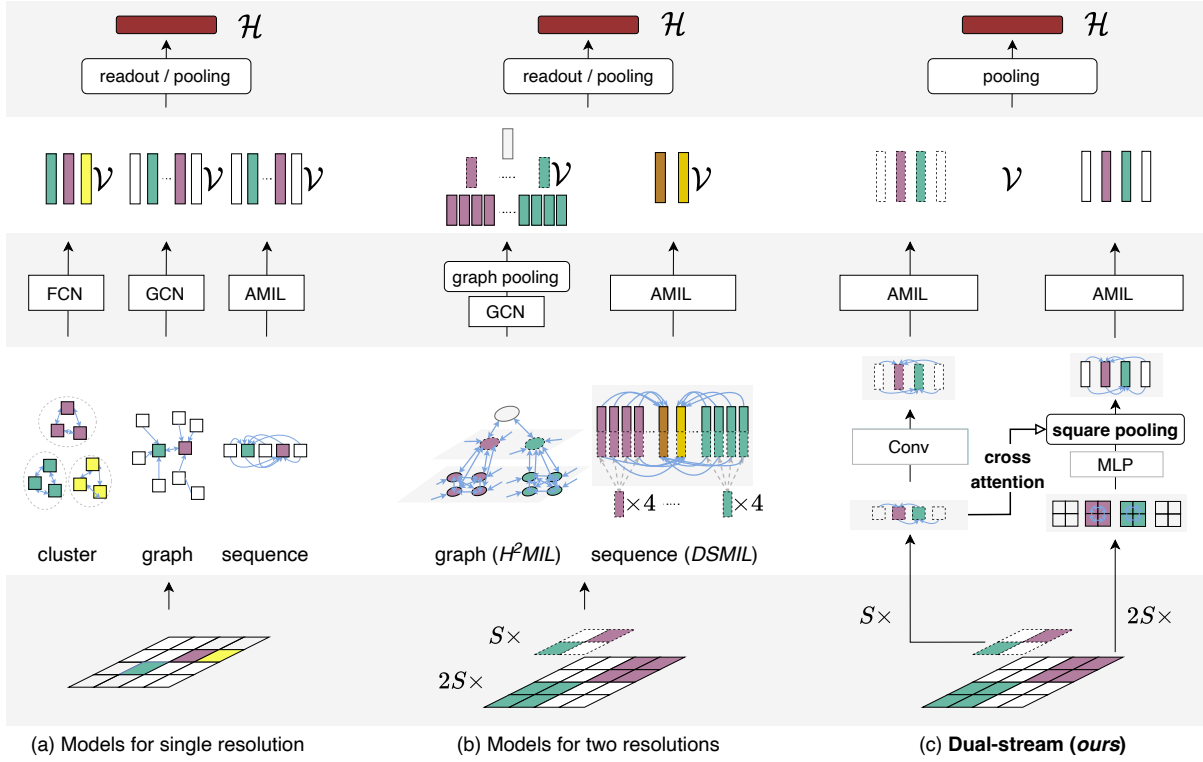 𝓗
readout / pooling
𝒱
𝒱
𝒱
...
...
FCN
GCN
AMIL
cluster
graph
sequence
(a) Models for single resolution
𝓗
readout / pooling
....
𝒱
....
𝒱
graph pooling
GCN
AMIL
...
...
×4
....
×4
graph (H²MIL)
sequence (DSMIL)
S×
2S×
(b) Models for two resolutions
𝓗
pooling
𝒱
AMIL
AMIL
Conv
square pooling
MLP
cross
attention
S×
2S×
(c) Dual-stream (ours)